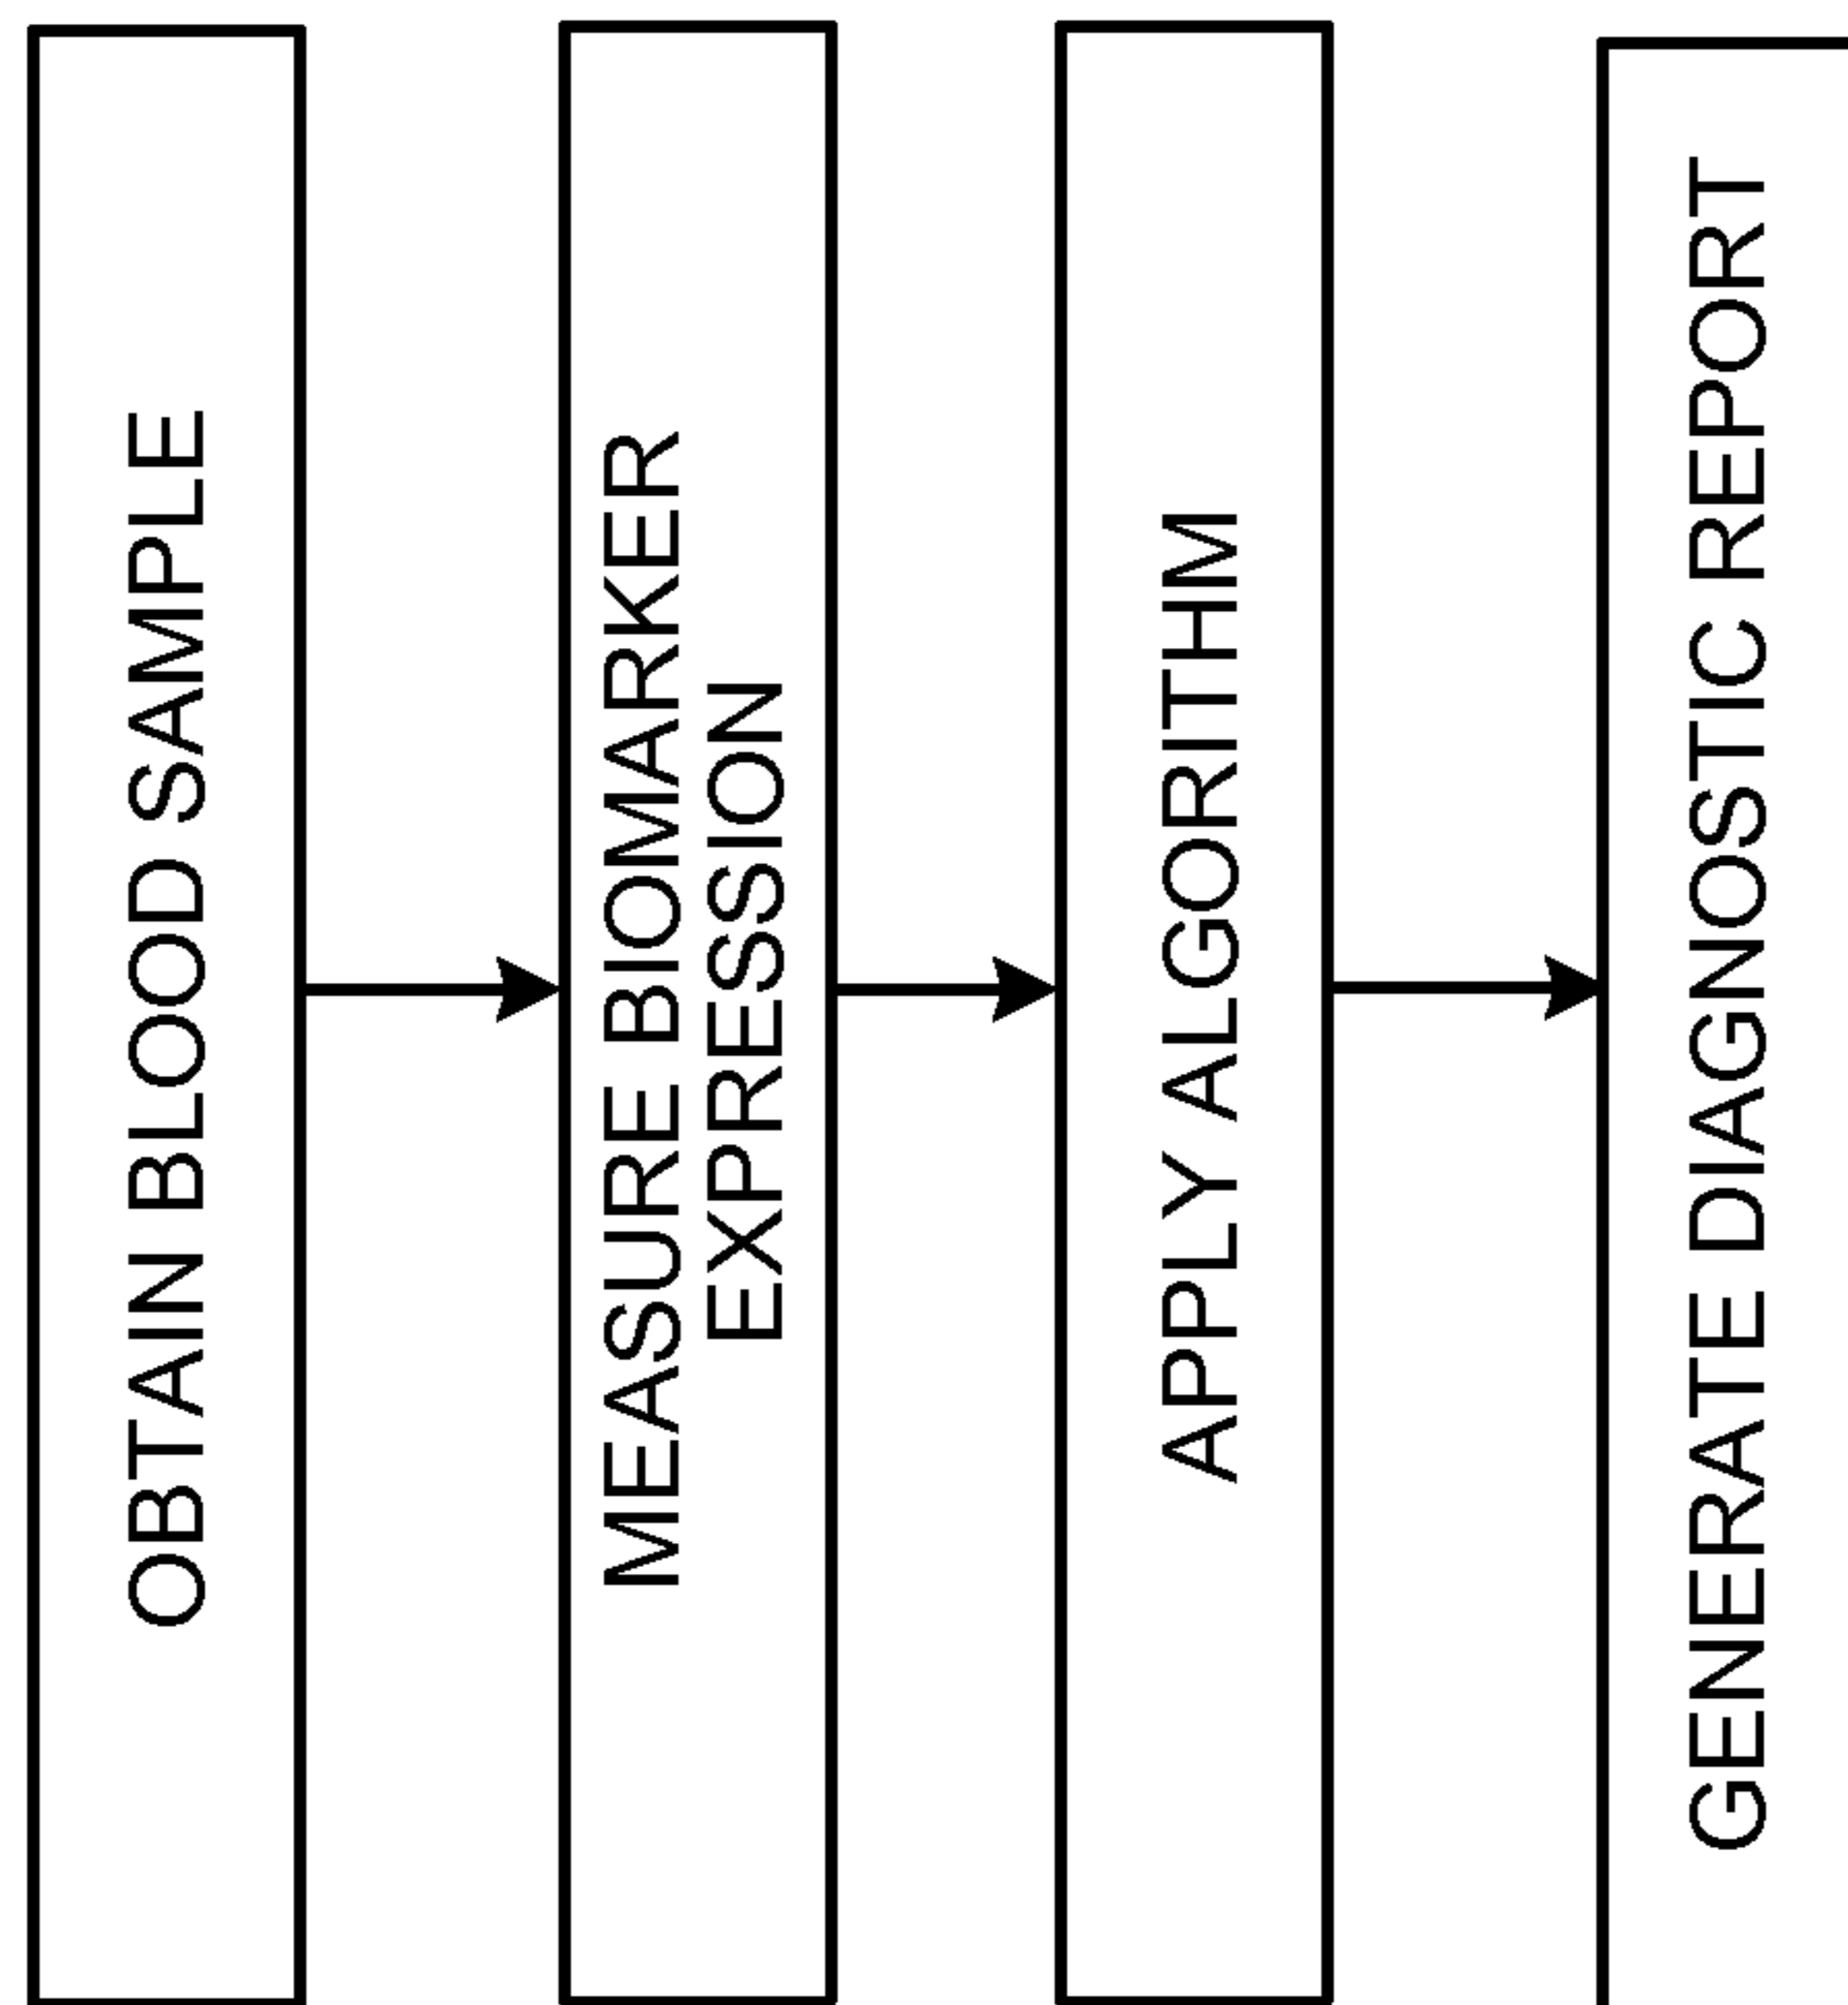 OBTAIN BLOOD SAMPLE
MEASURE BIOMARKER
EXPRESSION
APPLY ALGORITHM
GENERATE DIAGNOSTIC REPORT